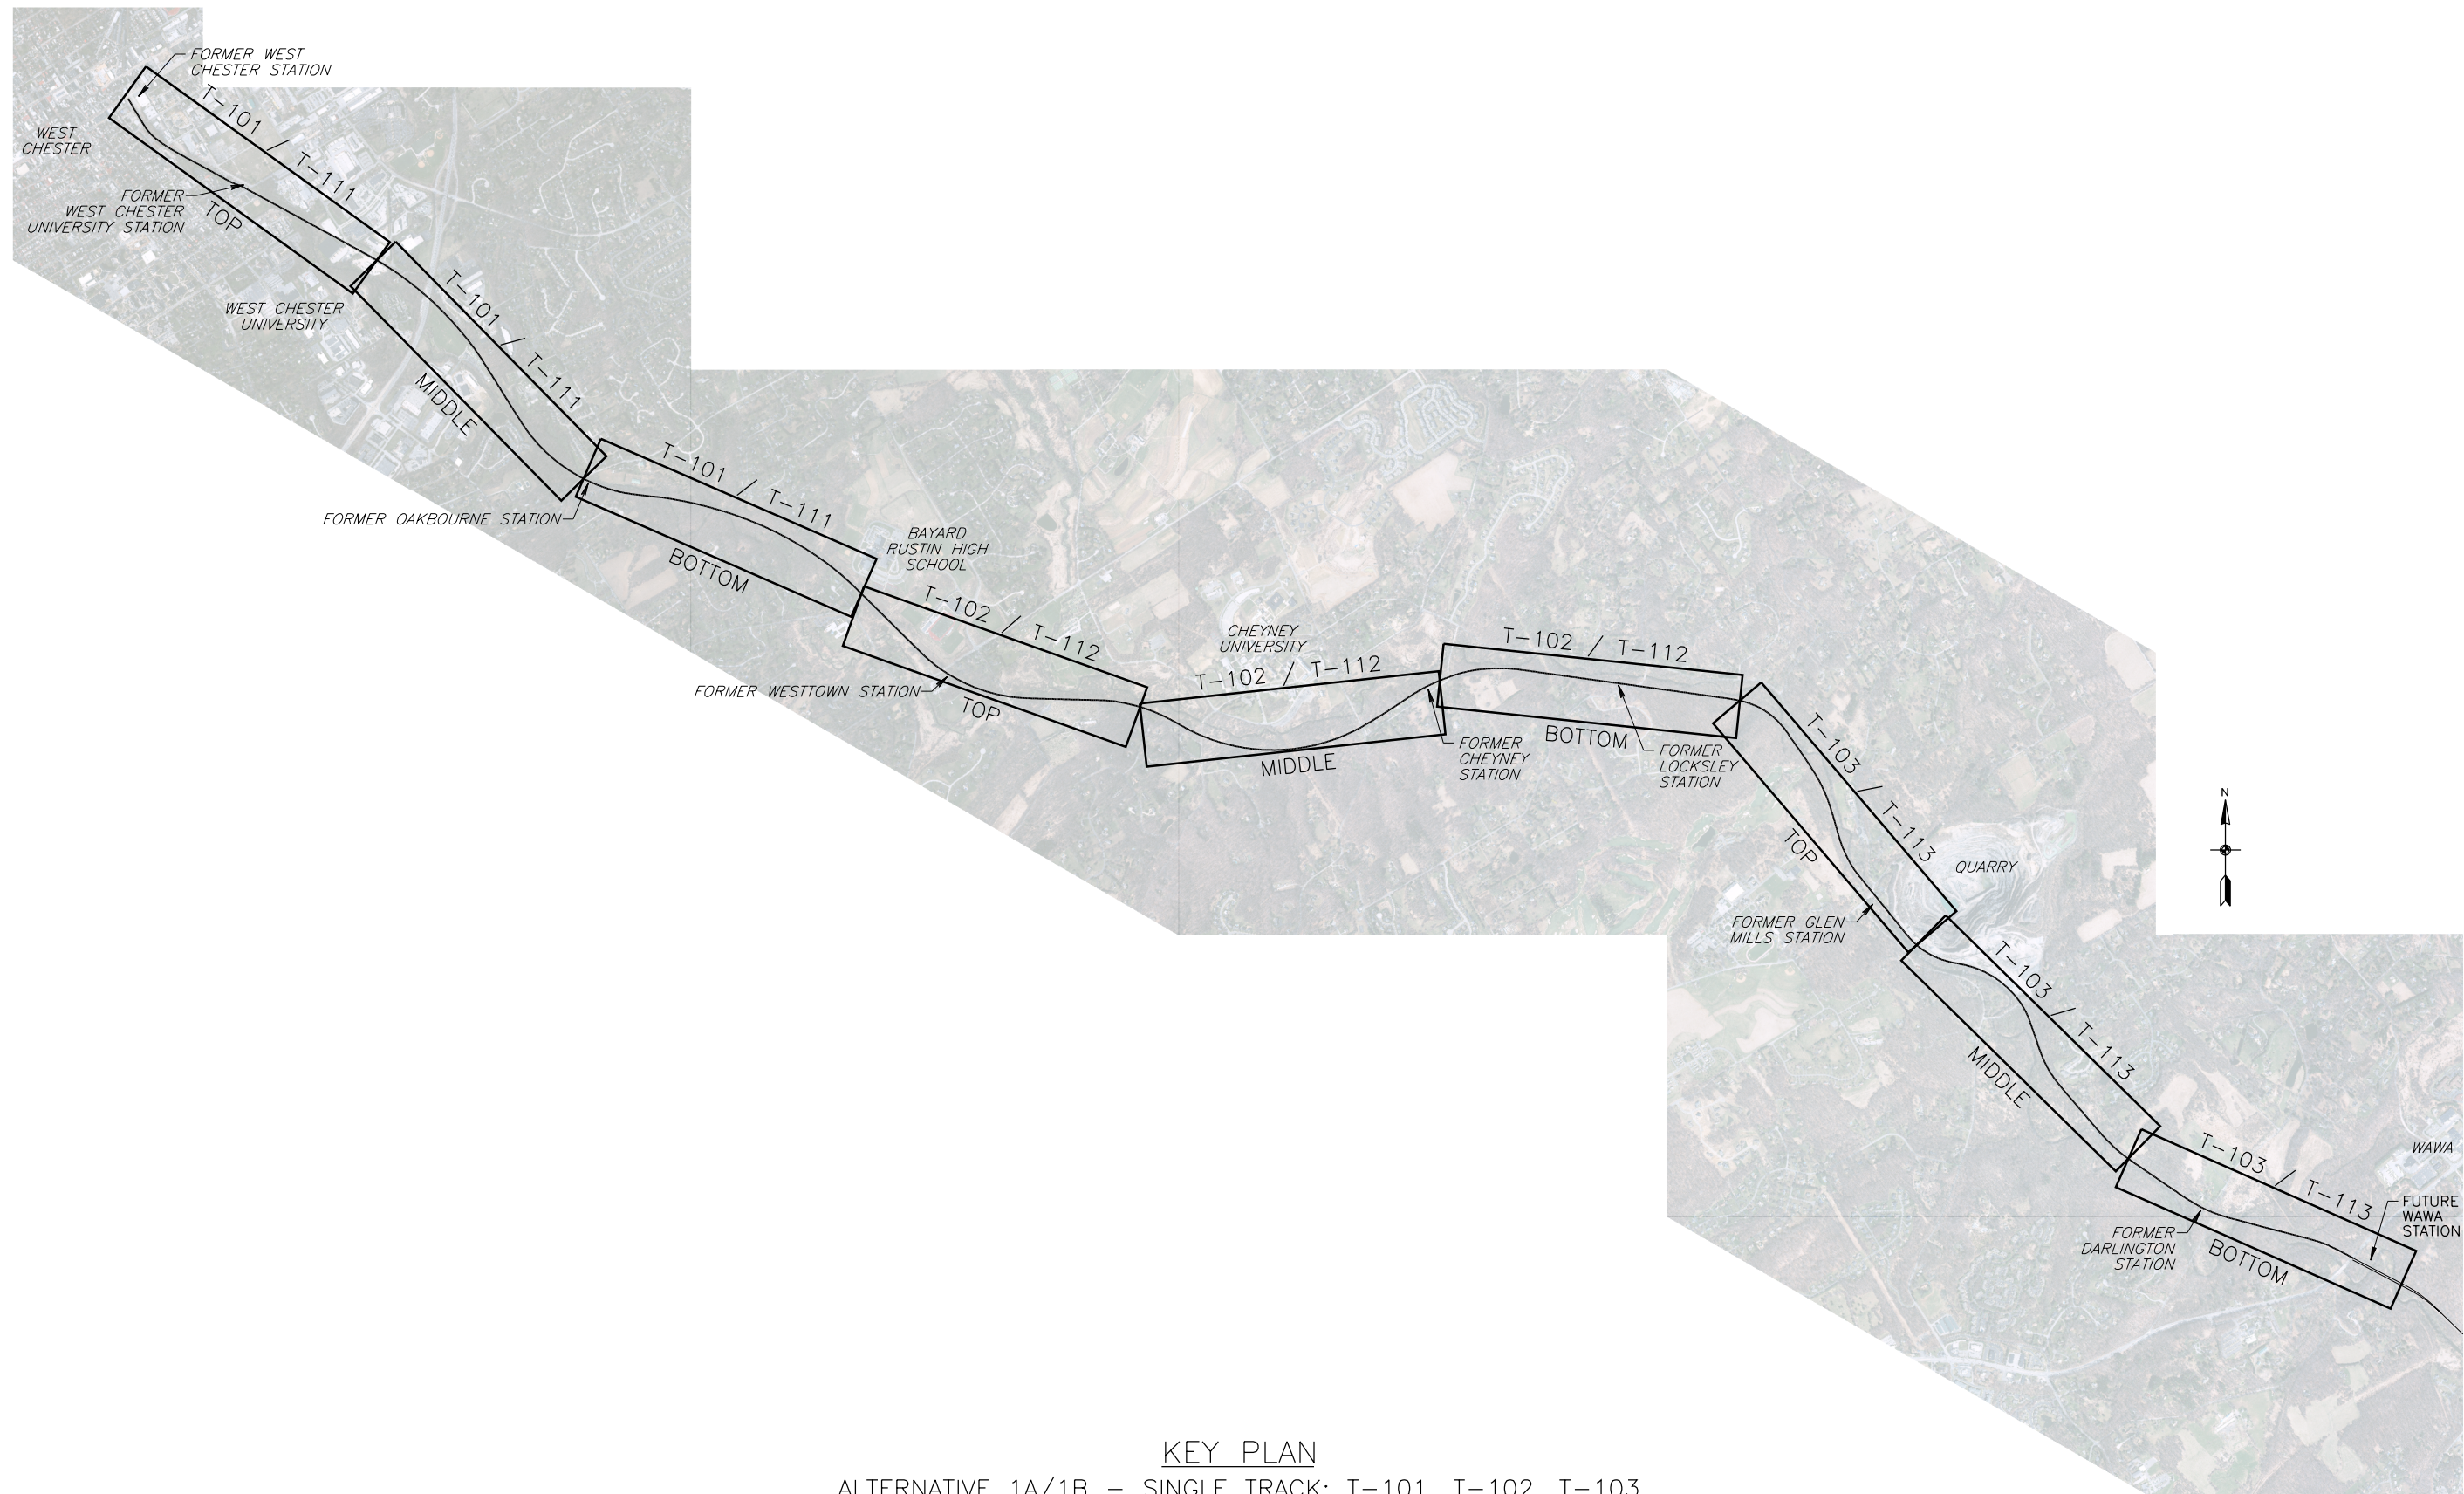 FORMER WEST
CHESTER STATION
T-101 / T-111
WEST
CHESTER
FORMER
WEST CHESTER
UNIVERSITY STATION
TOP
WEST CHESTER
UNIVERSITY
T-101 / T-111
MIDDLE
T-101 / T-111
FORMER OAKBOURNE STATION
BOTTOM
BAYARD
RUSTIN HIGH
SCHOOL
T-102 / T-112
FORMER WESTTOWN STATION
TOP
CHEYNEY
UNIVERSITY
T-102 / T-112
MIDDLE
T-102 / T-112
FORMER
CHEYNEY
STATION
BOTTOM
FORMER
LOCKSLEY
STATION
T-103 / T-113
TOP
QUARRY
N
FORMER GLEN
MILLS STATION
T-103 / T-113
MIDDLE
WAWA
T-103 / T-113
FUTURE
WAWA
STATION
FORMER
DARLINGTON
STATION
BOTTOM
KEY PLAN
ALTERNATIVE 1A/1B - SINGLE TRACK: T-101, T-102, T-103